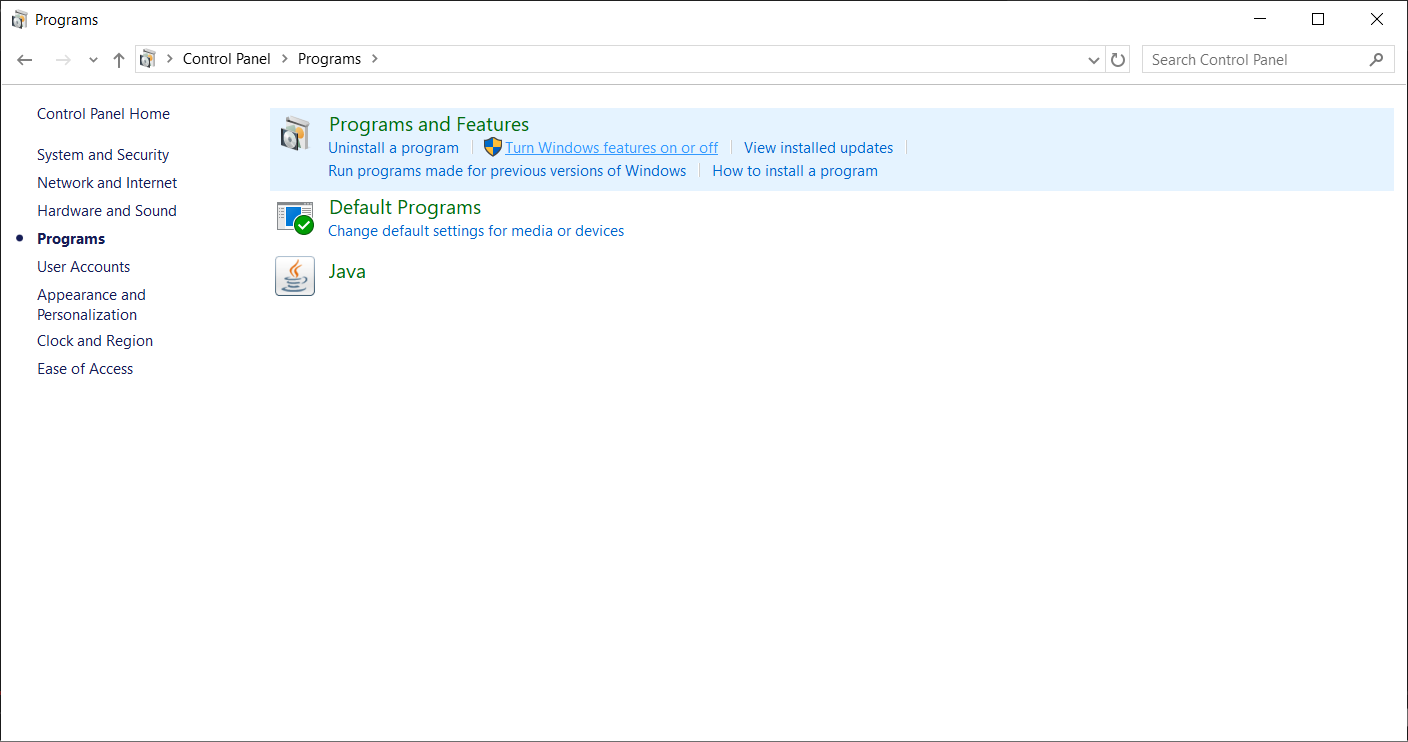 Programs
Control Panel Programs
Search Control Panel
Control Panel Home
System and Security
Network and Internet
Hardware and Sound
Programs
User Accounts
Appearance and
Personalization
Clock and Region
Ease of Access
Programs and Features
Uninstall a program Turn Windows features on or off View installed updates
Run programs made for previous versions of Windows How to install a program
Default Programs
Change default settings for media or devices
Java